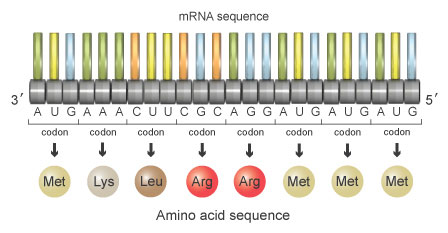 mRNA sequence
3′ A U G A A A C U U C G C A G G A U G A U G A U G 5′
codon codon codon codon codon codon codon codon
Met Lys Leu Arg Arg Met Met Met
Amino acid sequence